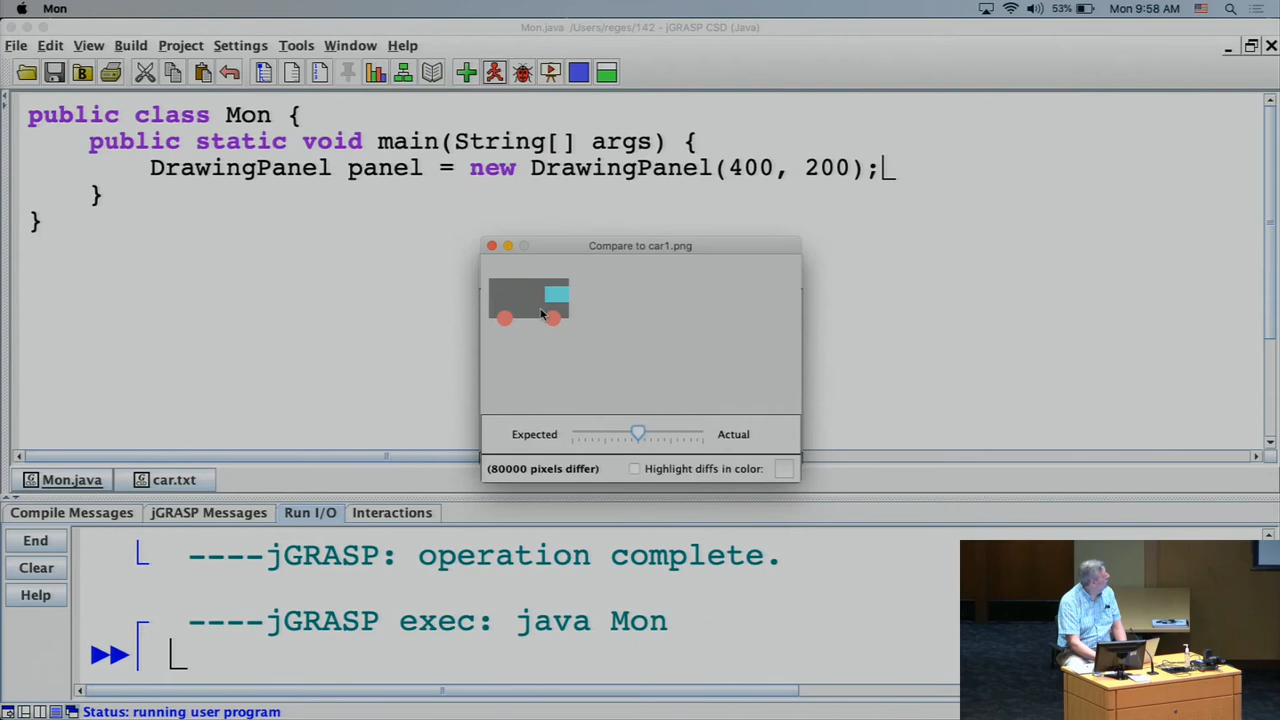 Mon
53%
Mon 9:58 AM
Mon.java /Users/reges/142 - jGRASP CSD (Java)
File Edit View Build Project Settings Tools Window Help
B
public class Mon {
public static void main(String[] args) {
DrawingPanel panel = new DrawingPanel(400, 200);
}
}
Compare to car1.png
Expected
Actual
(80000 pixels differ)
Highlight diffs in color:
Mon.java
car.txt
Compile Messages
jGRASP Messages
Run I/O
Interactions
End
Clear
Help
----jGRASP: operation complete.
----jGRASP exec: java Mon
Status: running user program